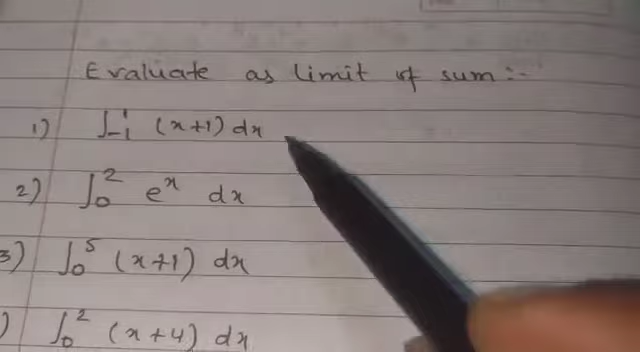 Evaluate as limit of sum :-
1) ∫₋₁¹ (x+1) dx
2) ∫₀² eˣ dx
3) ∫₀⁵ (x+1) dx
) ∫₀² (x+4) dx